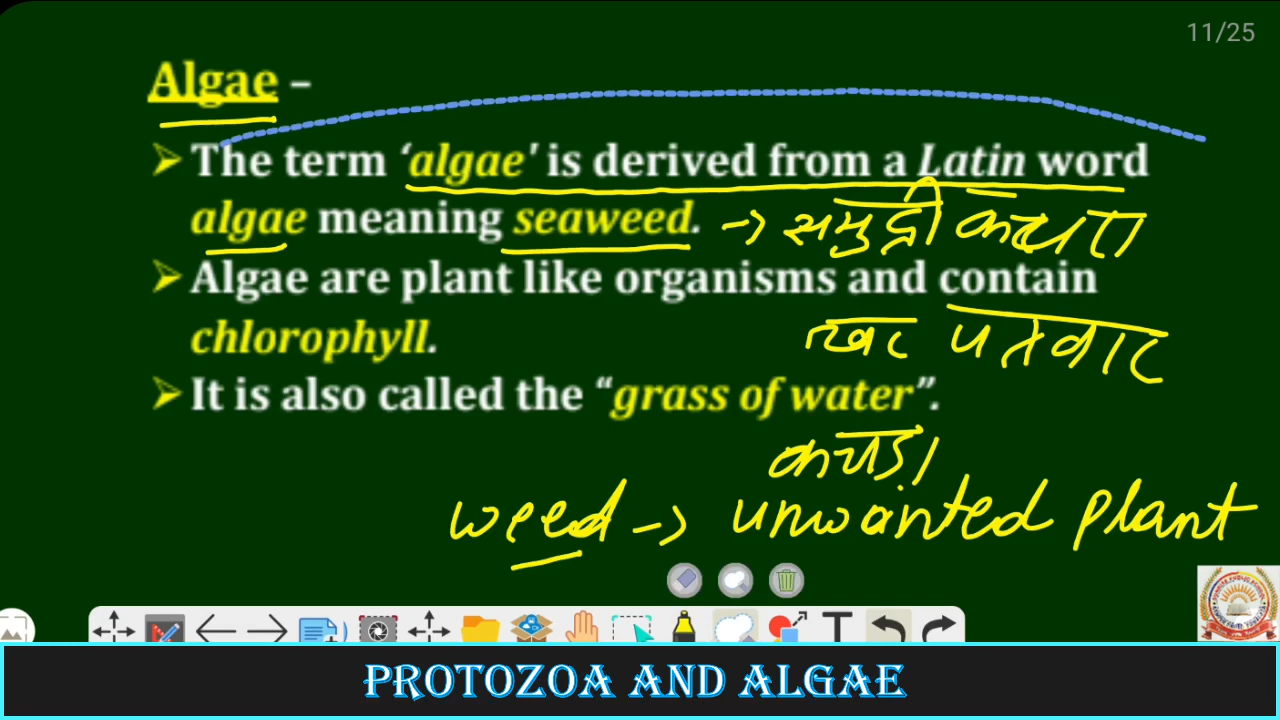 11/25
Algae –
➤ The term ‘algae’ is derived from a Latin word
algae meaning seaweed. → समुद्री कचरा
➤ Algae are plant like organisms and contain
chlorophyll.
खर पतवार
➤ It is also called the “grass of water”.
weed → unwanted plant
T
PROTOZOA AND ALGAE